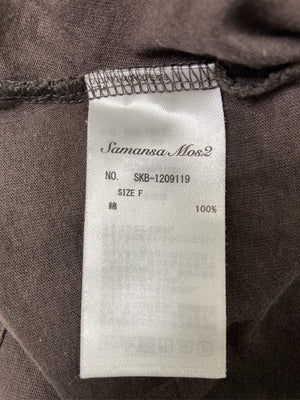 Samansa Mos2
NO. SKB-1209119
SIZE F
綿 100%